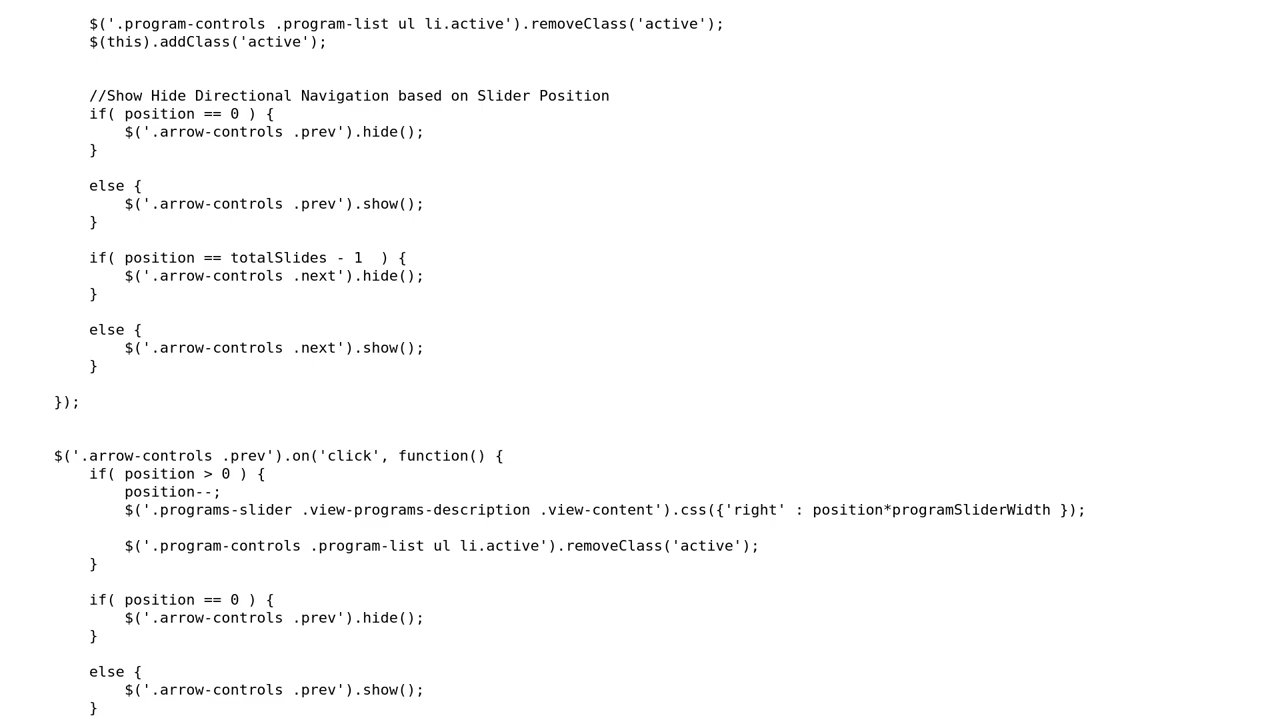 $('.program-controls .program-list ul li.active').removeClass('active');
$(this).addClass('active');
//Show Hide Directional Navigation based on Slider Position
if( position == 0 ) {
$('.arrow-controls .prev').hide();
}
else {
$('.arrow-controls .prev').show();
}
if( position == totalSlides - 1  ) {
$('.arrow-controls .next').hide();
}
else {
$('.arrow-controls .next').show();
}
});
$('.arrow-controls .prev').on('click', function() {
if( position > 0 ) {
position--;
$('.programs-slider .view-programs-description .view-content').css({'right' : position*programSliderWidth });
$('.program-controls .program-list ul li.active').removeClass('active');
}
if( position == 0 ) {
$('.arrow-controls .prev').hide();
}
else {
$('.arrow-controls .prev').show();
}